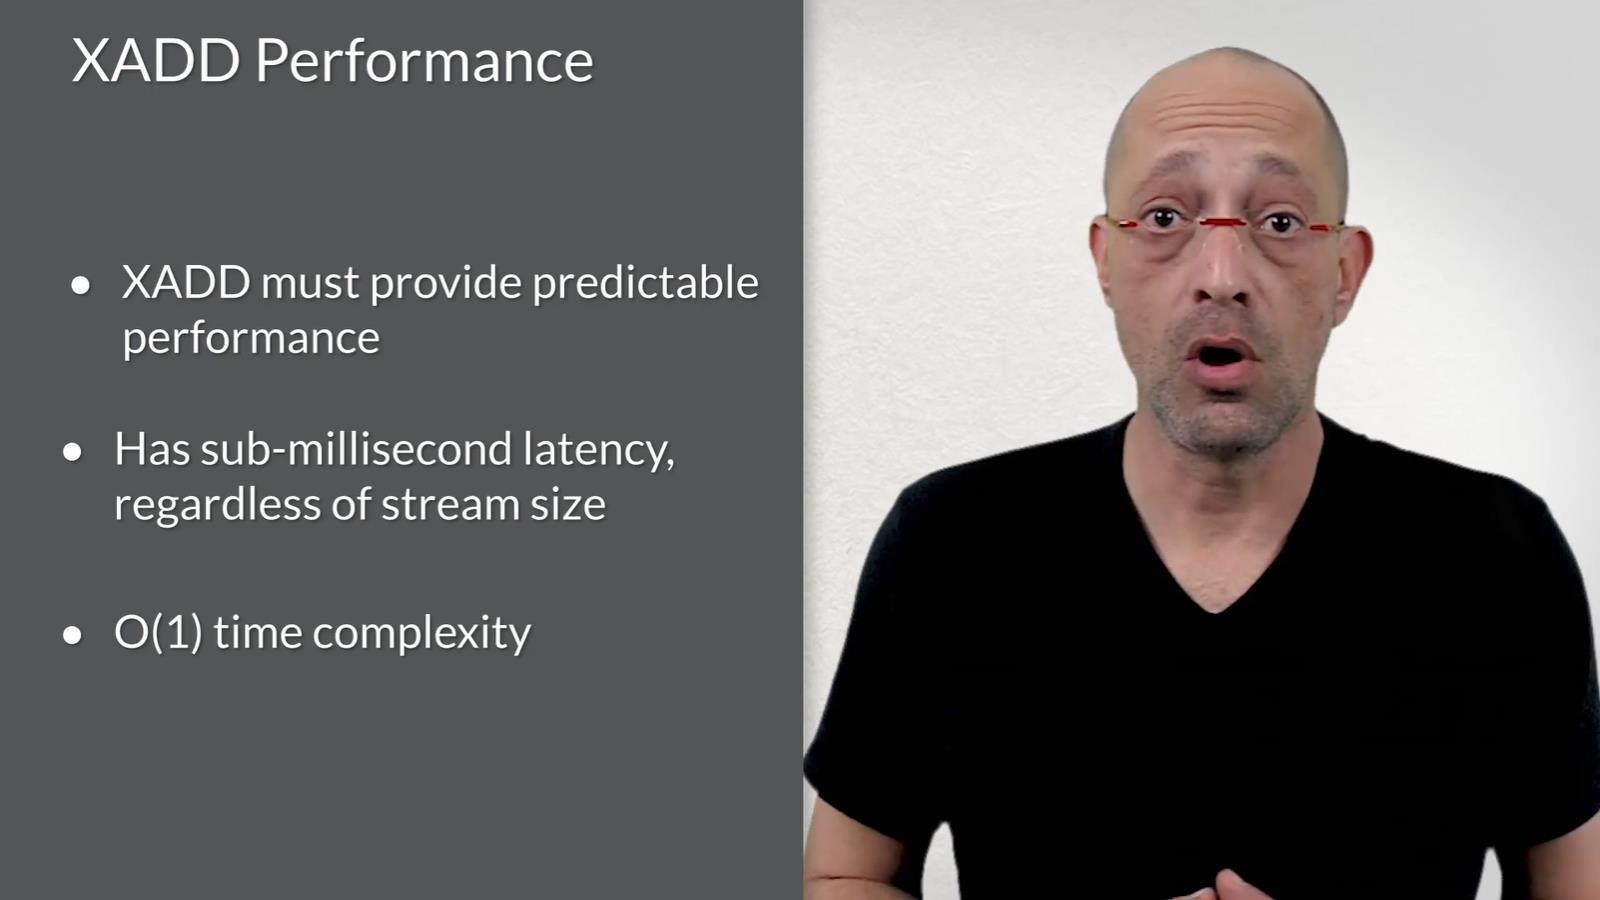 XADD Performance
● XADD must provide predictable
performance
● Has sub-millisecond latency,
regardless of stream size
● O(1) time complexity